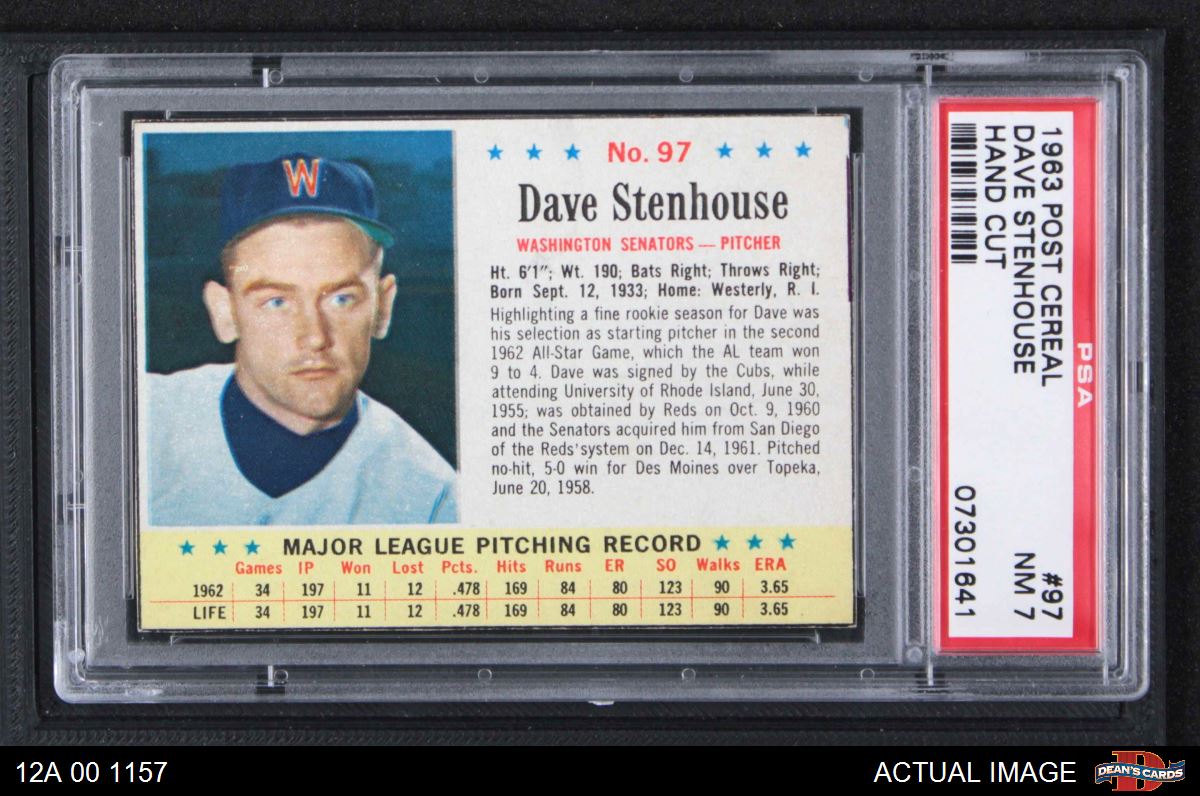 W
★ ★ ★ No. 97 ★ ★ ★
Dave Stenhouse
WASHINGTON SENATORS — PITCHER
Ht. 6'1"; Wt. 190; Bats Right; Throws Right;
Born Sept. 12, 1933; Home: Westerly, R. I.
Highlighting a fine rookie season for Dave was
his selection as starting pitcher in the second
1962 All-Star Game, which the AL team won
9 to 4. Dave was signed by the Cubs, while
attending University of Rhode Island, June 30,
1955; was obtained by Reds on Oct. 9, 1960
and the Senators acquired him from San Diego
of the Reds' system on Dec. 14, 1961. Pitched
no-hit, 5-0 win for Des Moines over Topeka,
June 20, 1958.
★ ★ ★ MAJOR LEAGUE PITCHING RECORD ★ ★ ★
Games IP Won Lost Pcts. Hits Runs ER SO Walks ERA
1962 34 197 11 12 .478 169 84 80 123 90 3.65
LIFE 34 197 11 12 .478 169 84 80 123 90 3.65
PSA
1963 POST CEREAL #97
DAVE STENHOUSE NM 7
HAND CUT
07301641
12A 00 1157
ACTUAL IMAGE
D
DEAN'S CARDS